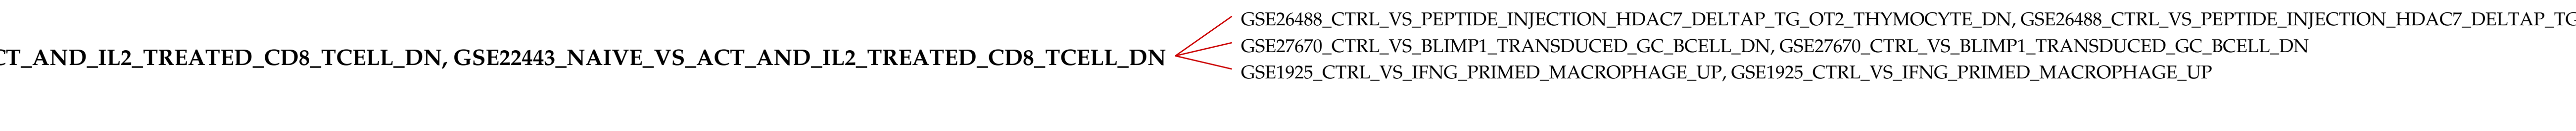 GSE26488_CTRL_VS_PEPTIDE_INJECTION_HDAC7_DELTAP_TG_OT2_THYMOCYTE_DN, GSE26488_CTRL_VS_PEPTIDE_INJECTION_HDAC7_DELTAP_TG
CT_AND_IL2_TREATED_CD8_TCELL_DN, GSE22443_NAIVE_VS_ACT_AND_IL2_TREATED_CD8_TCELL_DN
GSE27670_CTRL_VS_BLIMP1_TRANSDUCED_GC_BCELL_DN, GSE27670_CTRL_VS_BLIMP1_TRANSDUCED_GC_BCELL_DN
GSE1925_CTRL_VS_IFNG_PRIMED_MACROPHAGE_UP, GSE1925_CTRL_VS_IFNG_PRIMED_MACROPHAGE_UP